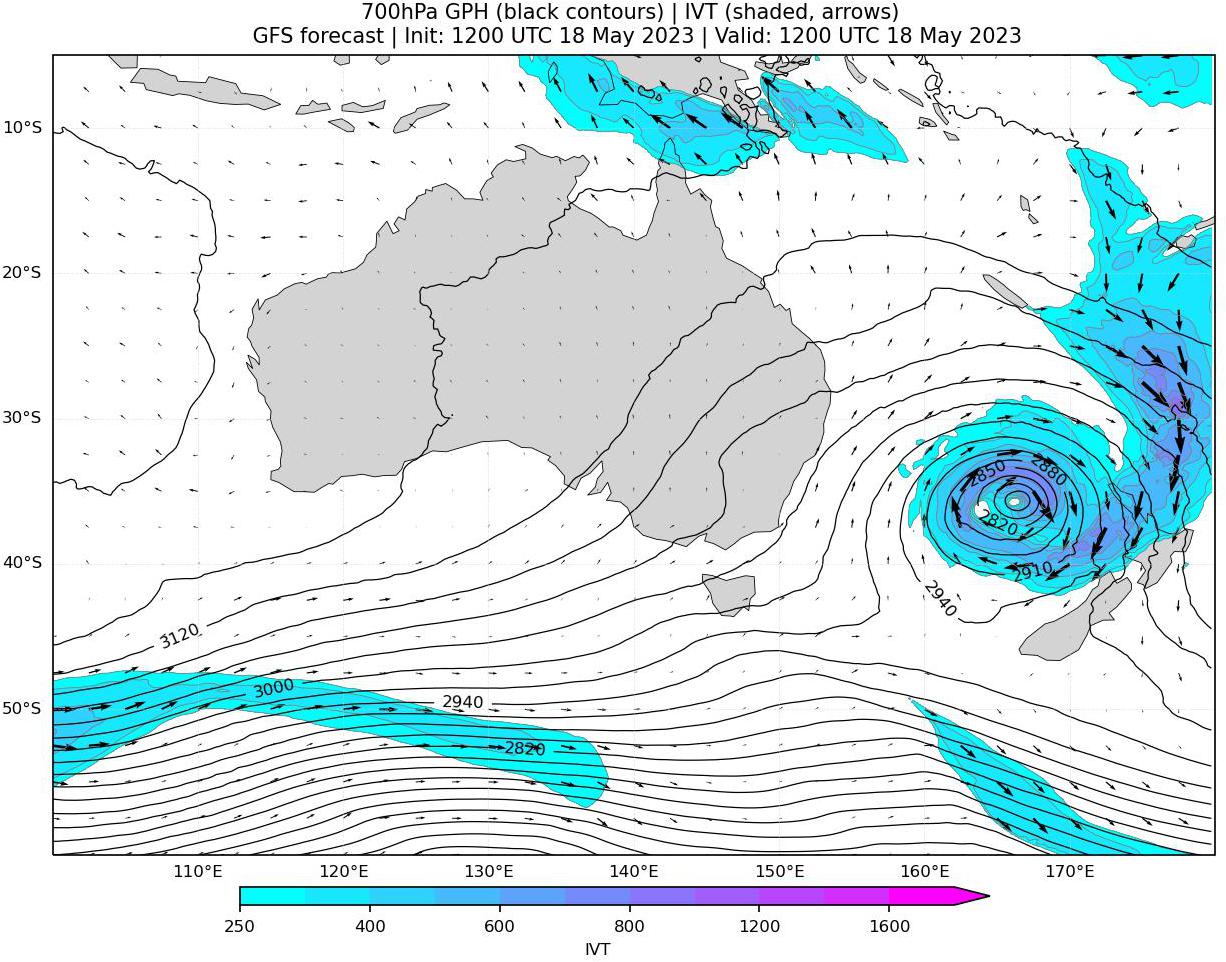 700hPa GPH (black contours) | IVT (shaded, arrows)
GFS forecast | Init: 1200 UTC 18 May 2023 | Valid: 1200 UTC 18 May 2023
10°S
20°S
30°S
2850
2880
2820
40°S
2910
2940
3120
3000
2940
50°S
2820
110°E
120°E
130°E
140°E
150°E
160°E
170°E
250
400
600
800
1200
1600
IVT